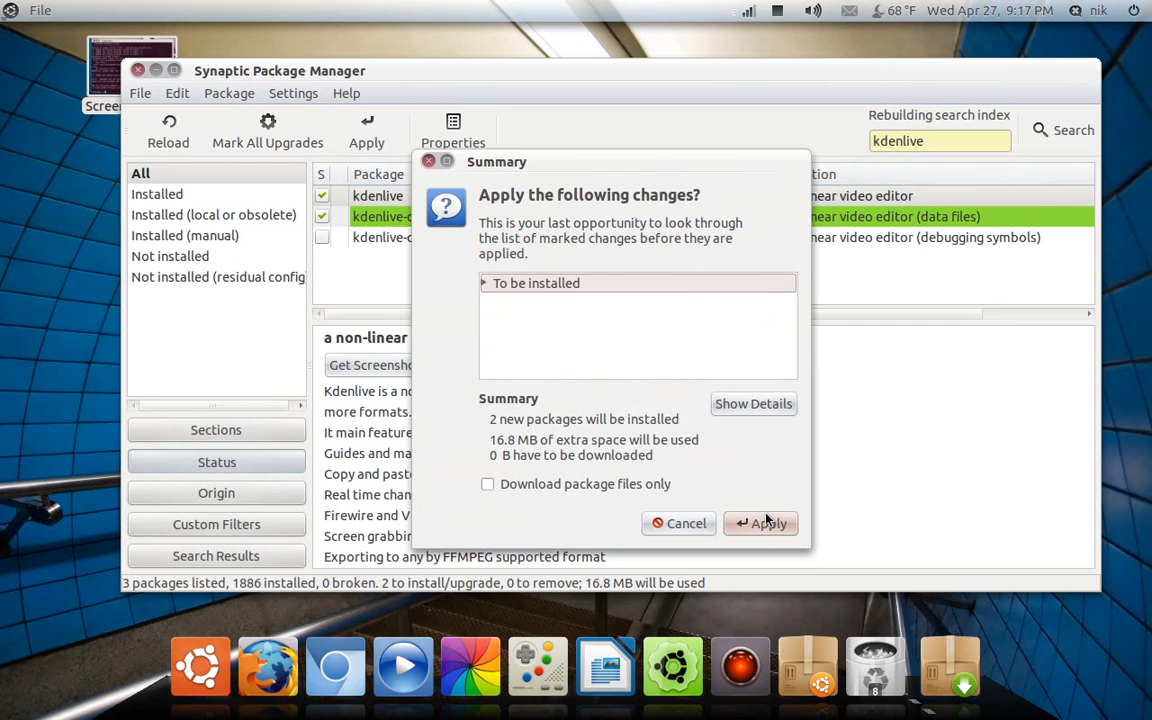 File
68 °F
Wed Apr 27, 9:17 PM
nik
Screen
Synaptic Package Manager
File Edit Package Settings Help
Reload
Mark All Upgrades
Apply
Properties
Rebuilding search index
kdenlive
Search
All
Installed
Installed (local or obsolete)
Installed (manual)
Not installed
Not installed (residual config
S
Package
tion
kdenlive
near video editor
kdenlive-
near video editor (data files)
kdenlive-
near video editor (debugging symbols)
Sections
Status
Origin
Custom Filters
Search Results
a non-linear
Get Screensho
Kdenlive is a n
more formats.
It main feature
Guides and ma
Copy and past
Real time chan
Firewire and V
Screen grabbin
Exporting to any by FFMPEG supported format
Summary
Apply the following changes?
This is your last opportunity to look through
the list of marked changes before they are
applied.
To be installed
Summary
Show Details
2 new packages will be installed
16.8 MB of extra space will be used
0 B have to be downloaded
Download package files only
Cancel
Apply
3 packages listed, 1886 installed, 0 broken. 2 to install/upgrade, 0 to remove; 16.8 MB will be used
8